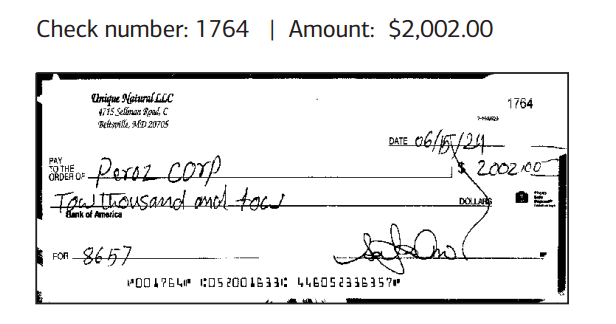 Check number: 1764 | Amount: $2,002.00
Unique Natural LLC
4715 Sellman Road, C
Beltsville, MD 20705
1764
DATE 06/15/24
PAY TO THE ORDER OF Peroz CORP $ 2002.00
Tow thousand and tow DOLLARS
Bank of America
FOR 8657
⑈001764⑈ ⑆052001633⑆ 446052336357⑈